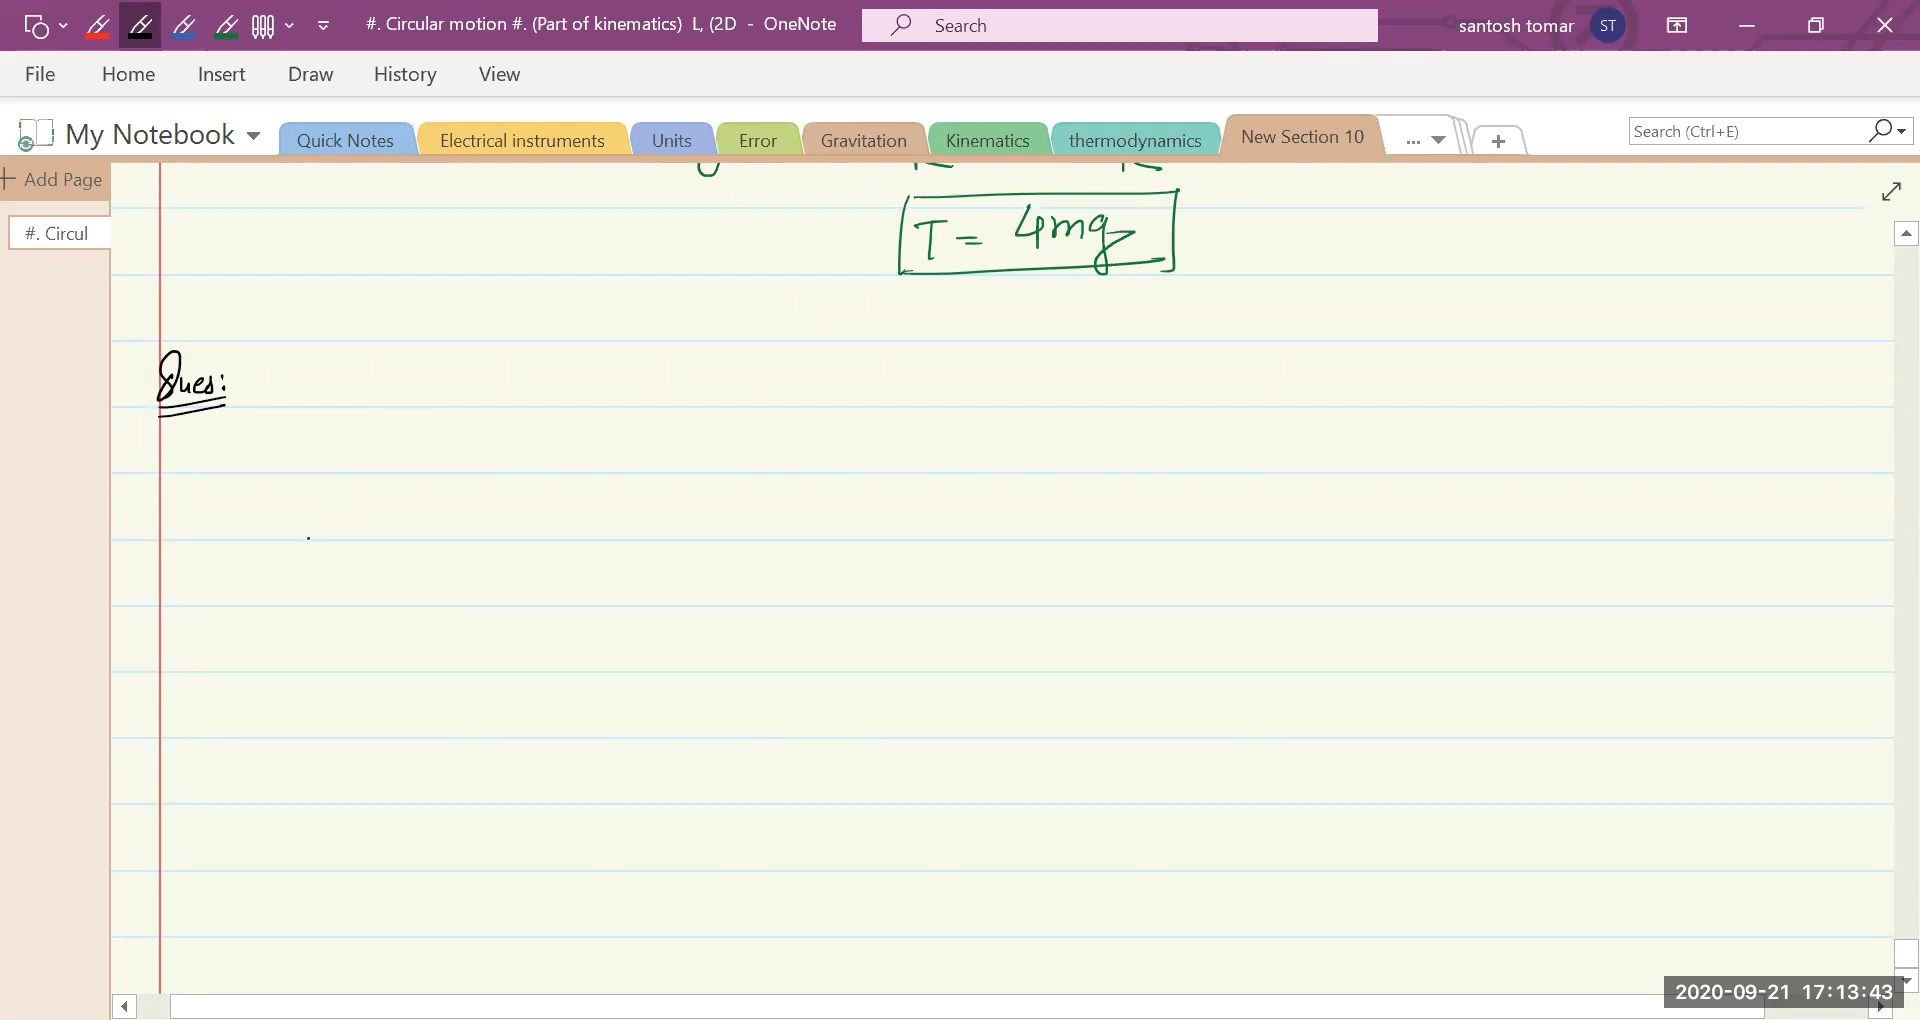 #. Circular motion #. (Part of kinematics) L, (2D - OneNote
Search
santosh tomar
ST
File Home Insert Draw History View
My Notebook
Quick Notes
Electrical instruments
Units
Error
Gravitation
Kinematics
thermodynamics
New Section 10
...
Search (Ctrl+E)
Add Page
#. Circul
T = 4mg
Ques:
2020-09-21 17:13:43